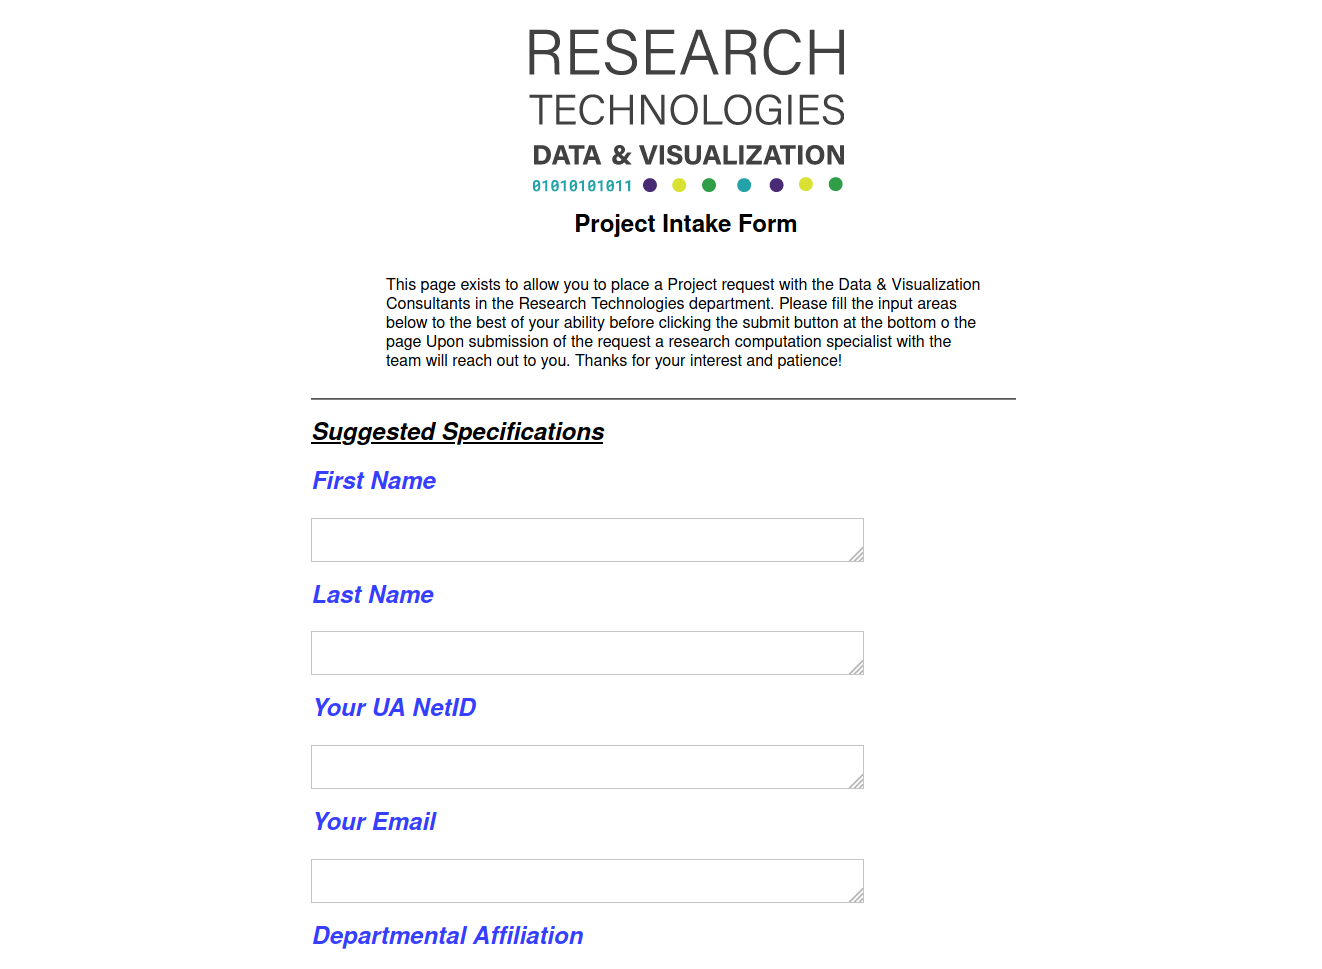 RESEARCH
TECHNOLOGIES
DATA & VISUALIZATION
01010101011
Project Intake Form
This page exists to allow you to place a Project request with the Data & Visualization
Consultants in the Research Technologies department. Please fill the input areas
below to the best of your ability before clicking the submit button at the bottom o the
page Upon submission of the request a research computation specialist with the
team will reach out to you. Thanks for your interest and patience!
Suggested Specifications
First Name
Last Name
Your UA NetID
Your Email
Departmental Affiliation